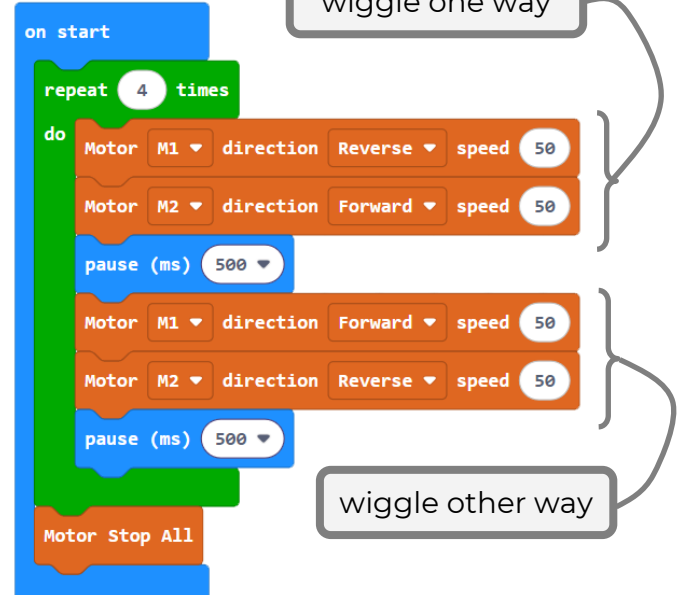 wiggle one way
on start
repeat 4 times
do
Motor M1 direction Reverse speed 50
Motor M2 direction Forward speed 50
pause (ms) 500
Motor M1 direction Forward speed 50
Motor M2 direction Reverse speed 50
pause (ms) 500
wiggle other way
Motor Stop All